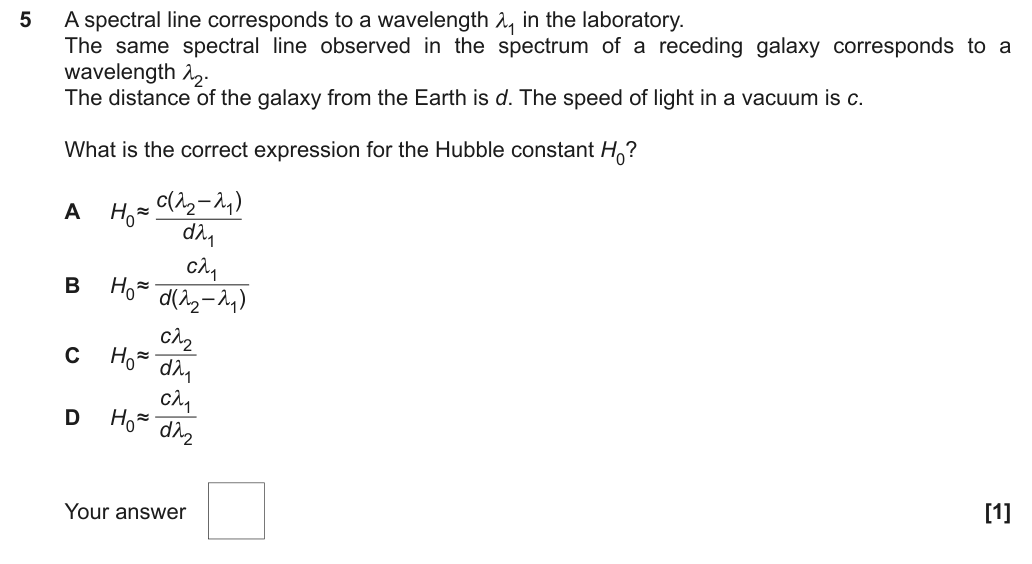 5 A spectral line corresponds to a wavelength λ₁ in the laboratory.
The same spectral line observed in the spectrum of a receding galaxy corresponds to a
wavelength λ₂.
The distance of the galaxy from the Earth is d. The speed of light in a vacuum is c.
What is the correct expression for the Hubble constant H₀?
A H₀≈ c(λ₂−λ₁)
dλ₁
B H₀≈ cλ₁
d(λ₂−λ₁)
C H₀≈ cλ₂
dλ₁
D H₀≈ cλ₁
dλ₂
Your answer [1]